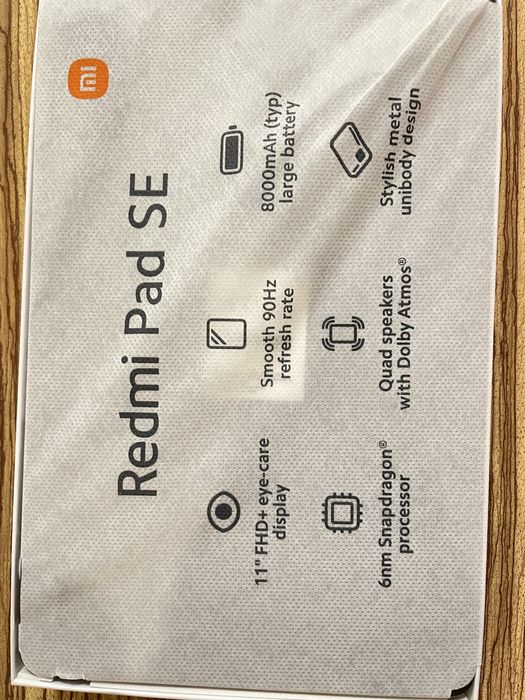 mi
Redmi Pad SE
11" FHD+ eye-care
display
Smooth 90Hz
refresh rate
8000mAh (typ)
large battery
6nm Snapdragon®
processor
Quad speakers
with Dolby Atmos®
Stylish metal
unibody design